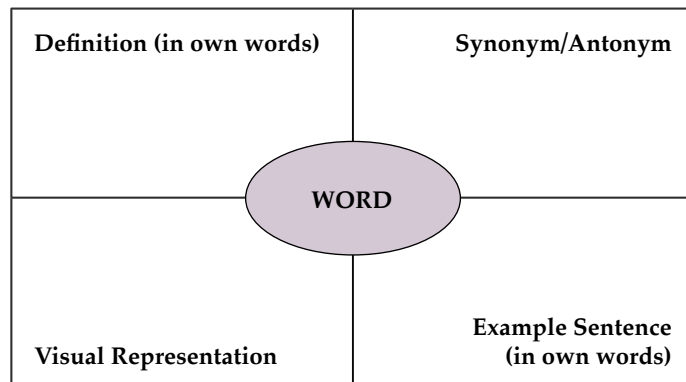 Definition (in own words)
Synonym/Antonym
WORD
Visual Representation
Example Sentence
(in own words)